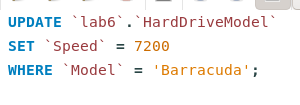 UPDATE `lab6`.`HardDriveModel`
SET `Speed` = 7200
WHERE `Model` = 'Barracuda';